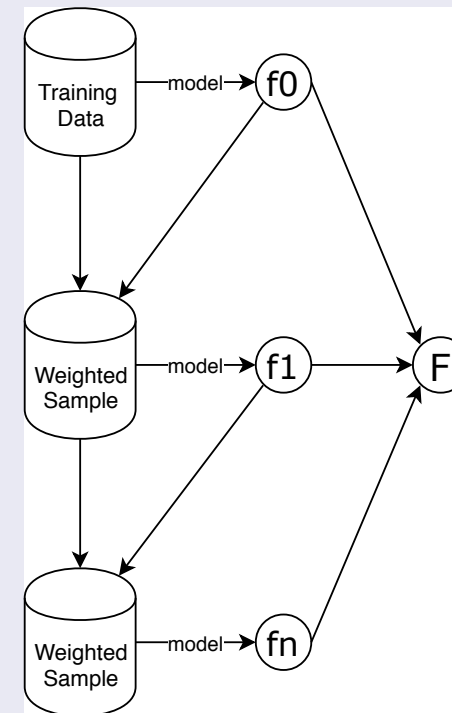 Training
Data
model
f0
Weighted
Sample
model
f1
F
Weighted
Sample
model
fn